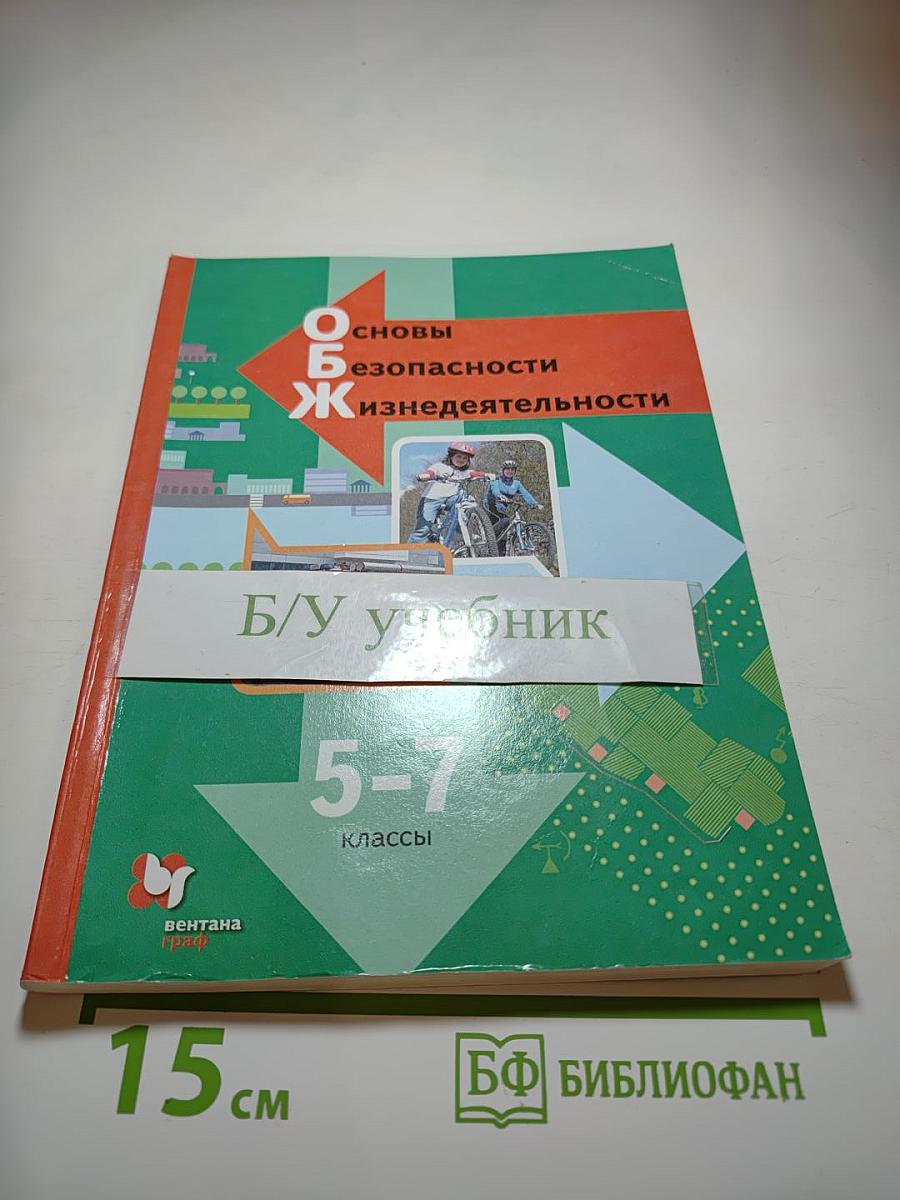 Основы
Безопасности
Жизнедеятельности
Б/У учебник
5-7
классы
вентана
граф
15 см
БФ БИБЛИОФАН